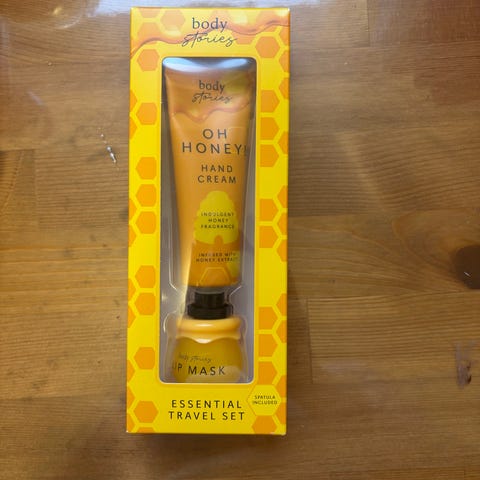 body
stories
body
stories
OH
HONEY!
HAND
CREAM
INDULGENT
HONEY
FRAGRANCE
INFUSED WITH
HONEY EXTRACT
body stories
IP MASK
ESSENTIAL
TRAVEL SET
SPATULA
INCLUDED